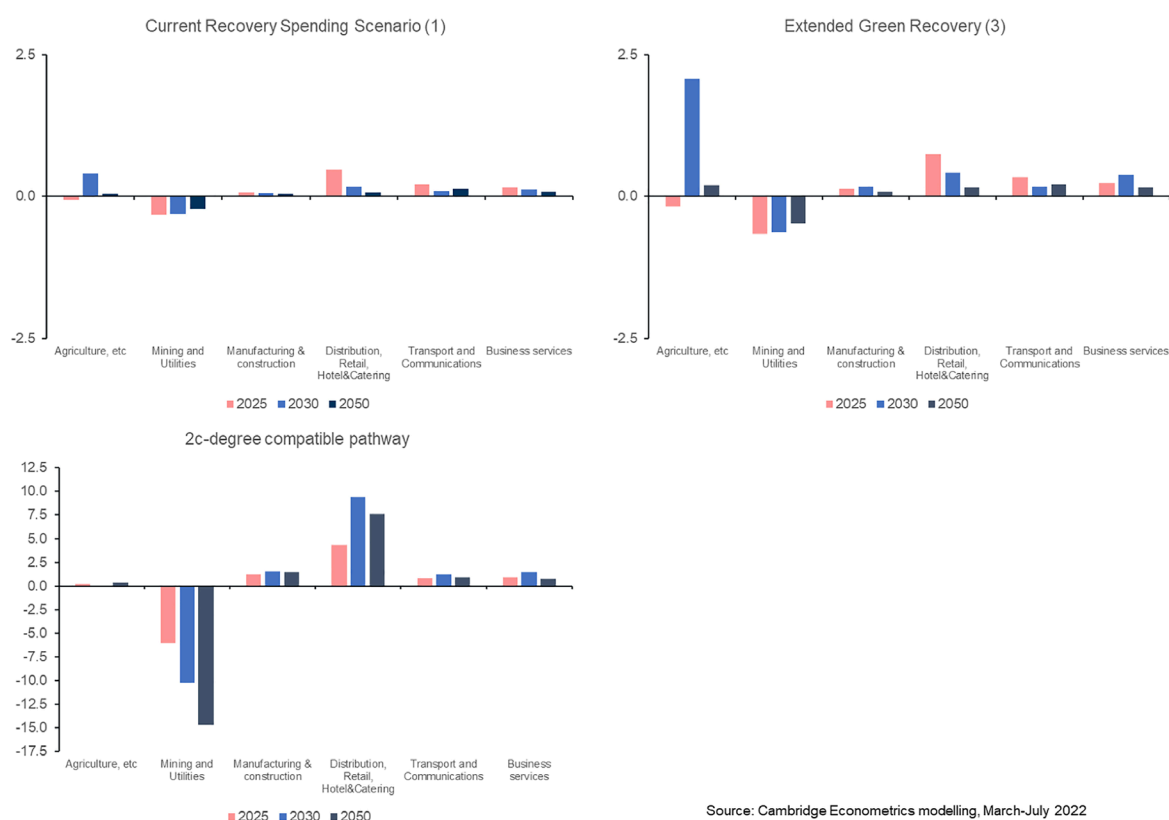 Current Recovery Spending Scenario (1)
2.5
0.0
-2.5
Agriculture, etc
Mining and
Utilities
Manufacturing &
construction
Distribution,
Retail,
Hotel&Catering
Transport and
Communications
Business services
2025 2030 2050
Extended Green Recovery (3)
2.5
0.0
-2.5
Agriculture, etc
Mining and
Utilities
Manufacturing &
construction
Distribution,
Retail,
Hotel&Catering
Transport and
Communications
Business services
2025 2030 2050
2c-degree compatible pathway
12.5
10.0
7.5
5.0
2.5
0.0
-2.5
-5.0
-7.5
-10.0
-12.5
-15.0
-17.5
Agriculture, etc
Mining and
Utilities
Manufacturing &
construction
Distribution,
Retail,
Hotel&Catering
Transport and
Communications
Business
services
2025 2030 2050
Source: Cambridge Econometrics modelling, March-July 2022